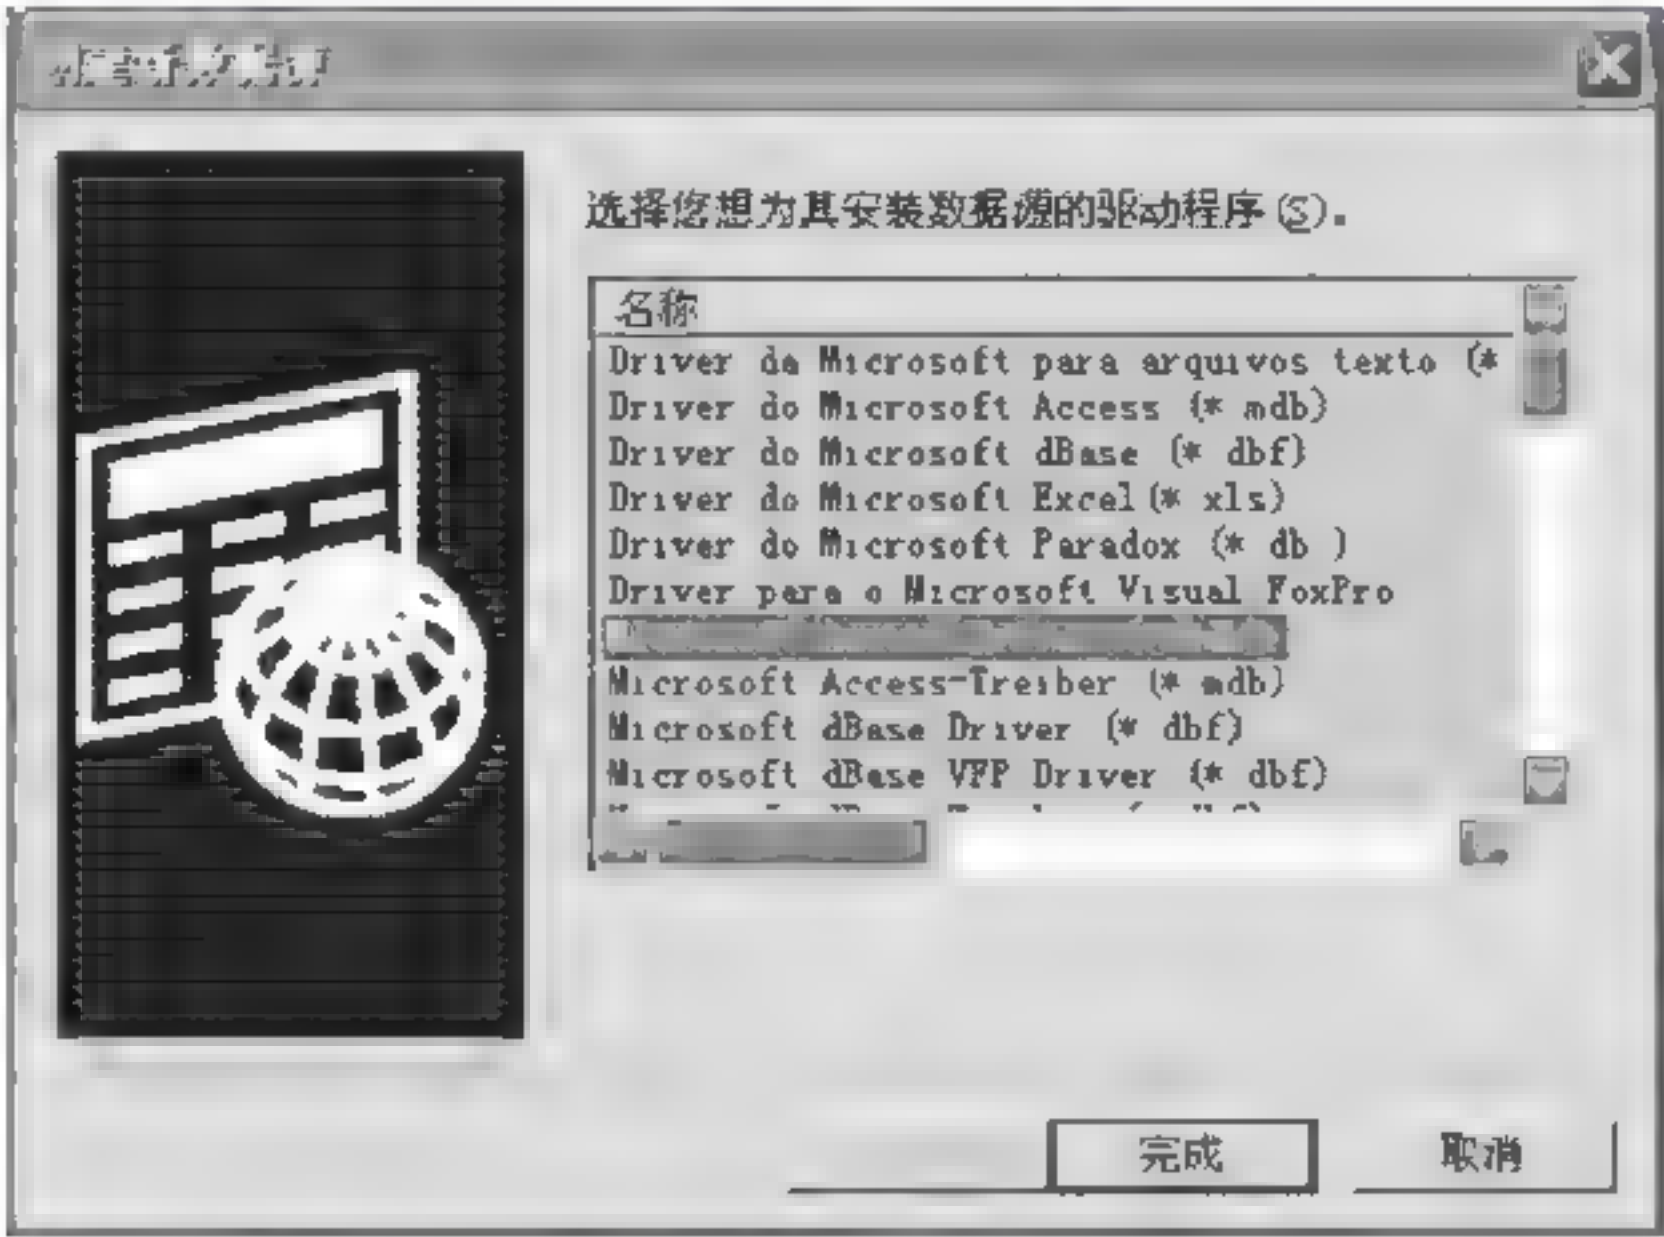 选择您想为其安装数据源的驱动程序(S).
名称
Driver da Microsoft para arquivos texto (*
Driver do Microsoft Access (* mdb)
Driver do Microsoft dBase (* dbf)
Driver do Microsoft Excel(* xls)
Driver do Microsoft Paradox (* db )
Driver para o Microsoft Visual FoxPro
Microsoft Access-Treiber (* mdb)
Microsoft dBase Driver (* dbf)
Microsoft dBase VFP Driver (* dbf)
完成
取消